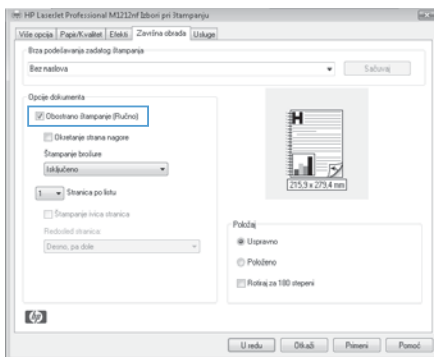 HP LaserJet Professional M1212nf Izbori pri štampanju
Više opcija Papir/Kvalitet Efekti Završna obrada Usluge
Brza podešavanja zadatog štampanja
Bez naslova Sačuvaj
Opcije dokumenta
Obostrano štampanje (Ručno)
Okretanje strana nagore
Štampanje brošure
Isključeno
1 Stranica po listu
Štampanje ivica stranica
Redosled stranica:
Desno, pa dole
H
215,9 x 279,4 mm
Položaj
Uspravno
Položeno
Rotiraj za 180 stepeni
hp
U redu Otkaži Primeni Pomoć